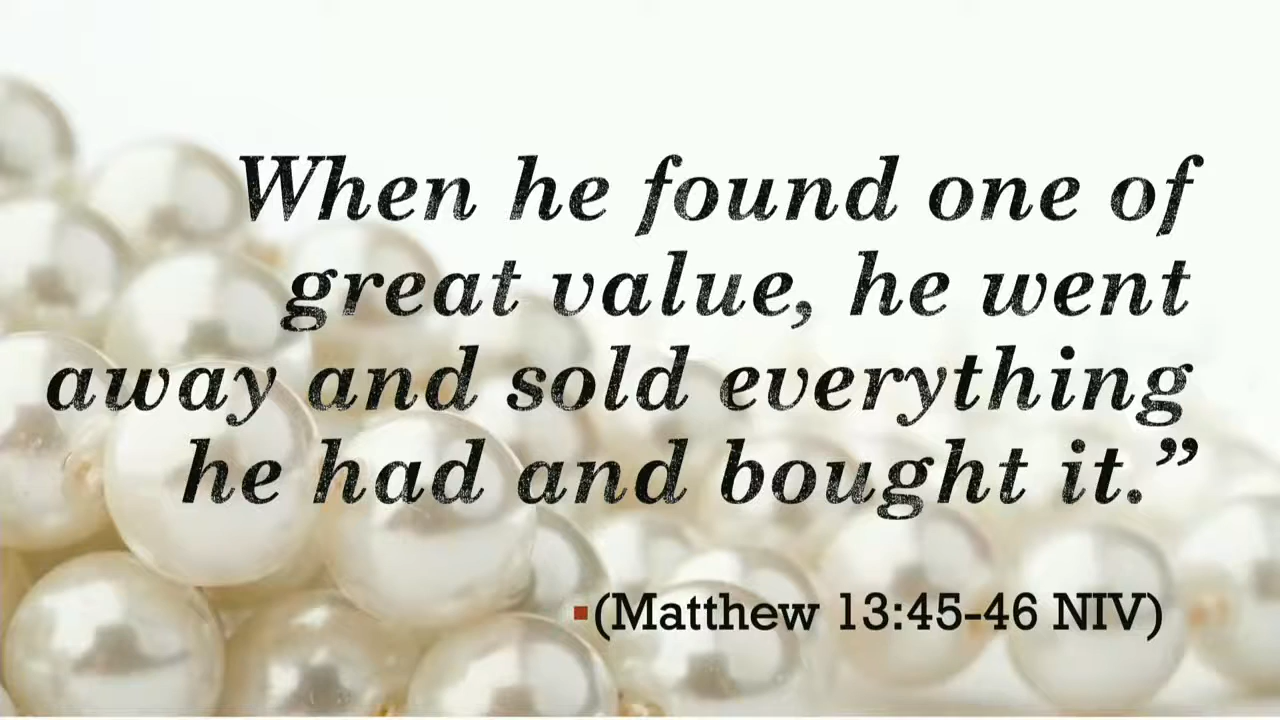 When he found one of
great value, he went
away and sold everything
he had and bought it.”
▪(Matthew 13:45-46 NIV)